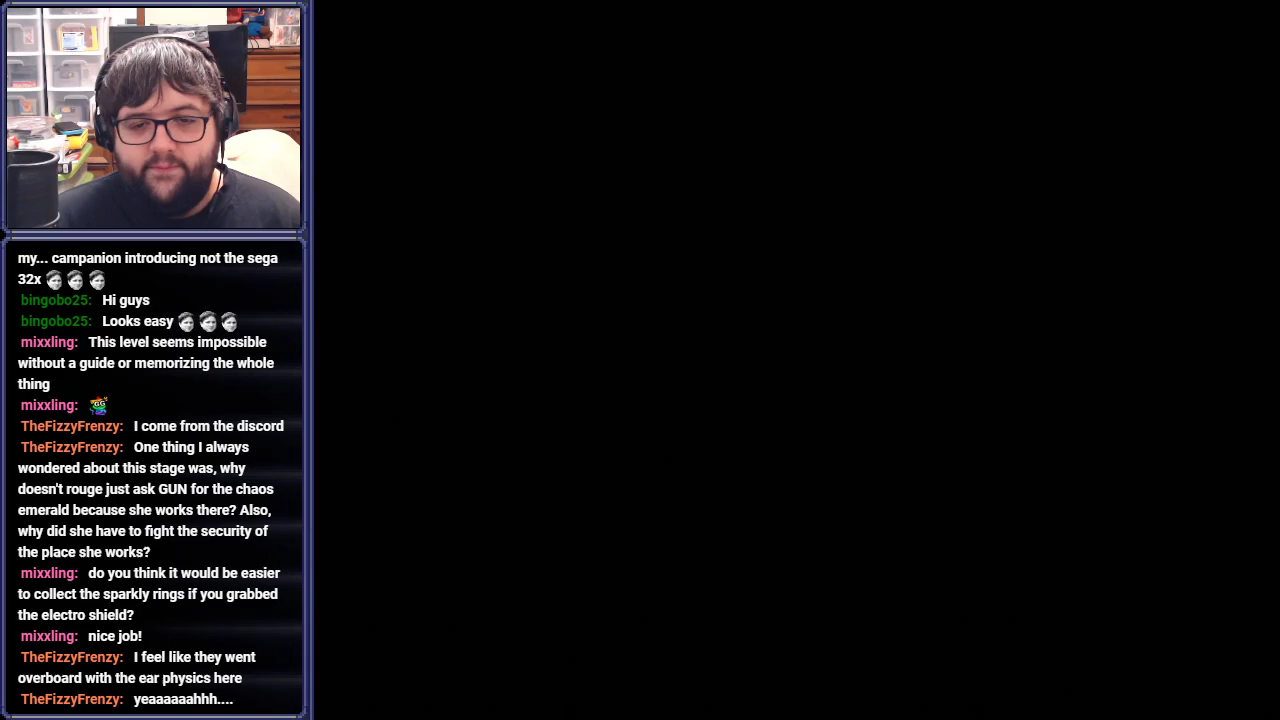 my... campanion introducing not the sega
32x
bingobo25: Hi guys
bingobo25: Looks easy
mixxling: This level seems impossible
without a guide or memorizing the whole
thing
mixxling:
TheFizzyFrenzy: I come from the discord
TheFizzyFrenzy: One thing I always
wondered about this stage was, why
doesn't rouge just ask GUN for the chaos
emerald because she works there? Also,
why did she have to fight the security of
the place she works?
mixxling: do you think it would be easier
to collect the sparkly rings if you grabbed
the electro shield?
mixxling: nice job!
TheFizzyFrenzy: I feel like they went
overboard with the ear physics here
TheFizzyFrenzy: yeaaaaaahhh....